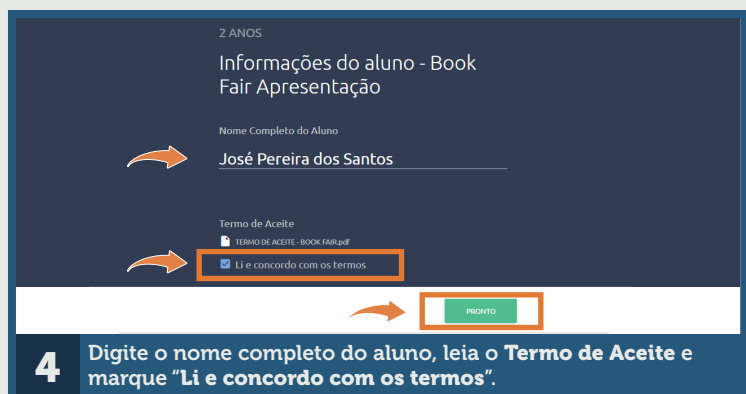 2 ANOS
Informações do aluno - Book
Fair Apresentação
Nome Completo do Aluno
José Pereira dos Santos
Termo de Aceite
TERMO DE ACEITE - BOOK FAIR.pdf
Li e concordo com os termos
PRONTO
4 Digite o nome completo do aluno, leia o Termo de Aceite e
marque “Li e concordo com os termos”.